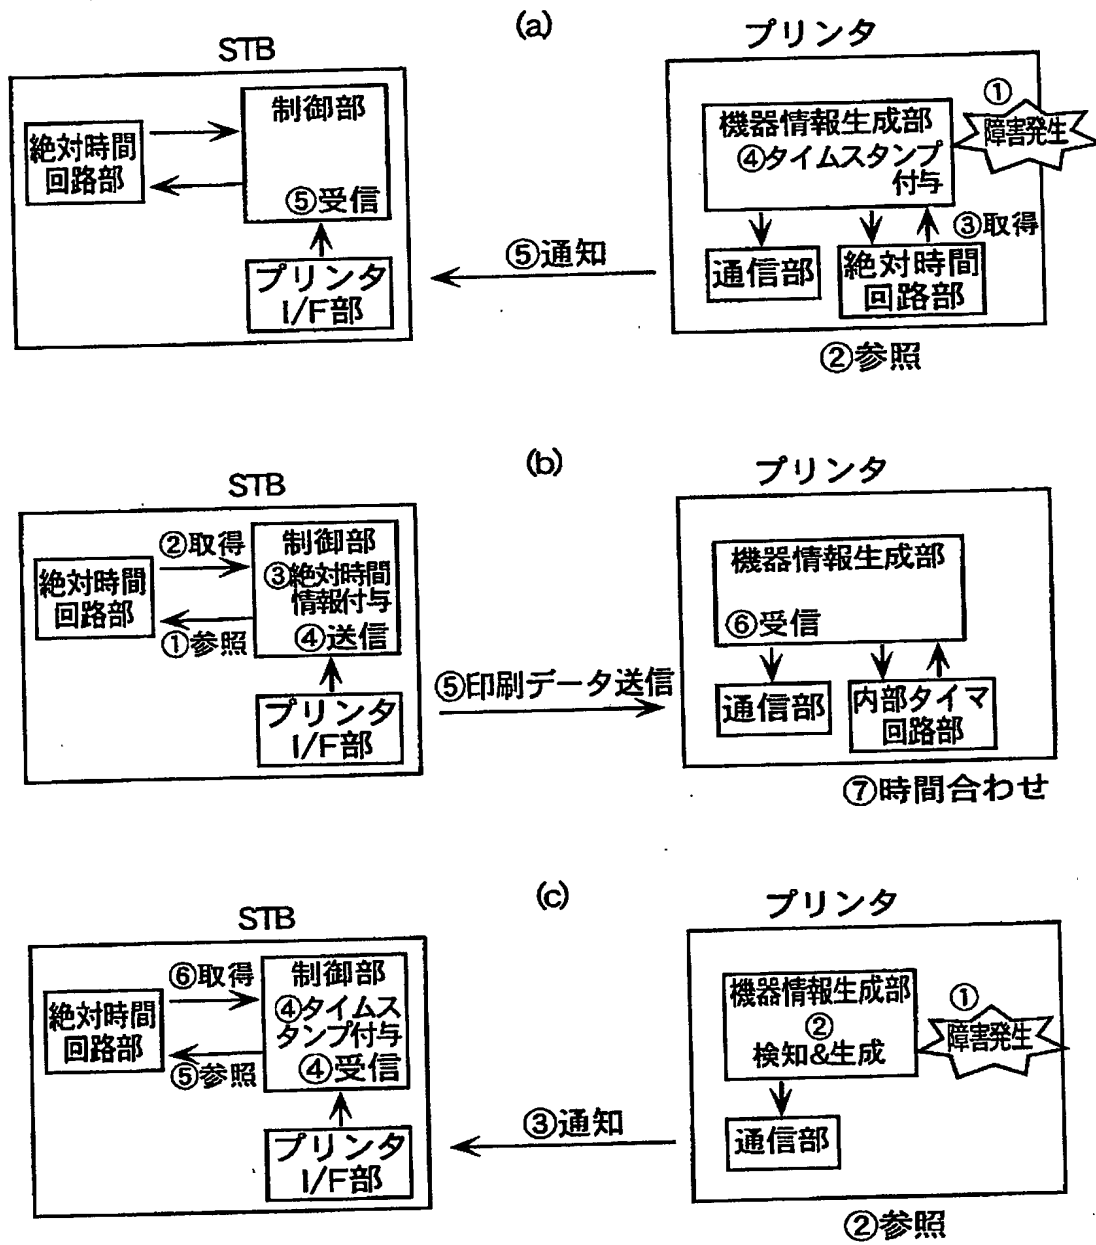 (a)
STB
プリンタ
絶対時間
回路部
制御部
⑤受信
プリンタ
I/F部
⑤通知
機器情報生成部
④タイムスタンプ
付与
①
障害発生
通信部
③取得
絶対時間
回路部
②参照
(b)
STB
プリンタ
絶対時間
回路部
②取得
①参照
制御部
③絶対時間
情報付与
④送信
プリンタ
I/F部
⑤印刷データ送信
機器情報生成部
⑥受信
通信部
内部タイマ
回路部
⑦時間合わせ
(c)
STB
プリンタ
絶対時間
回路部
⑥取得
⑤参照
制御部
④タイムス
タンプ付与
④受信
プリンタ
I/F部
③通知
機器情報生成部
②
検知&生成
①
障害発生
通信部
②参照